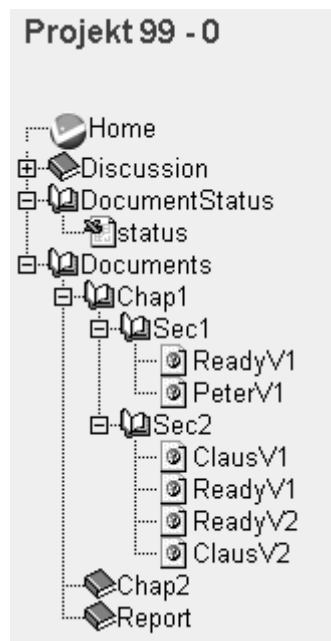 Projekt 99 - 0
Home
Discussion
DocumentStatus
status
Documents
Chap1
Sec1
ReadyV1
PeterV1
Sec2
ClausV1
ReadyV1
ReadyV2
ClausV2
Chap2
Report